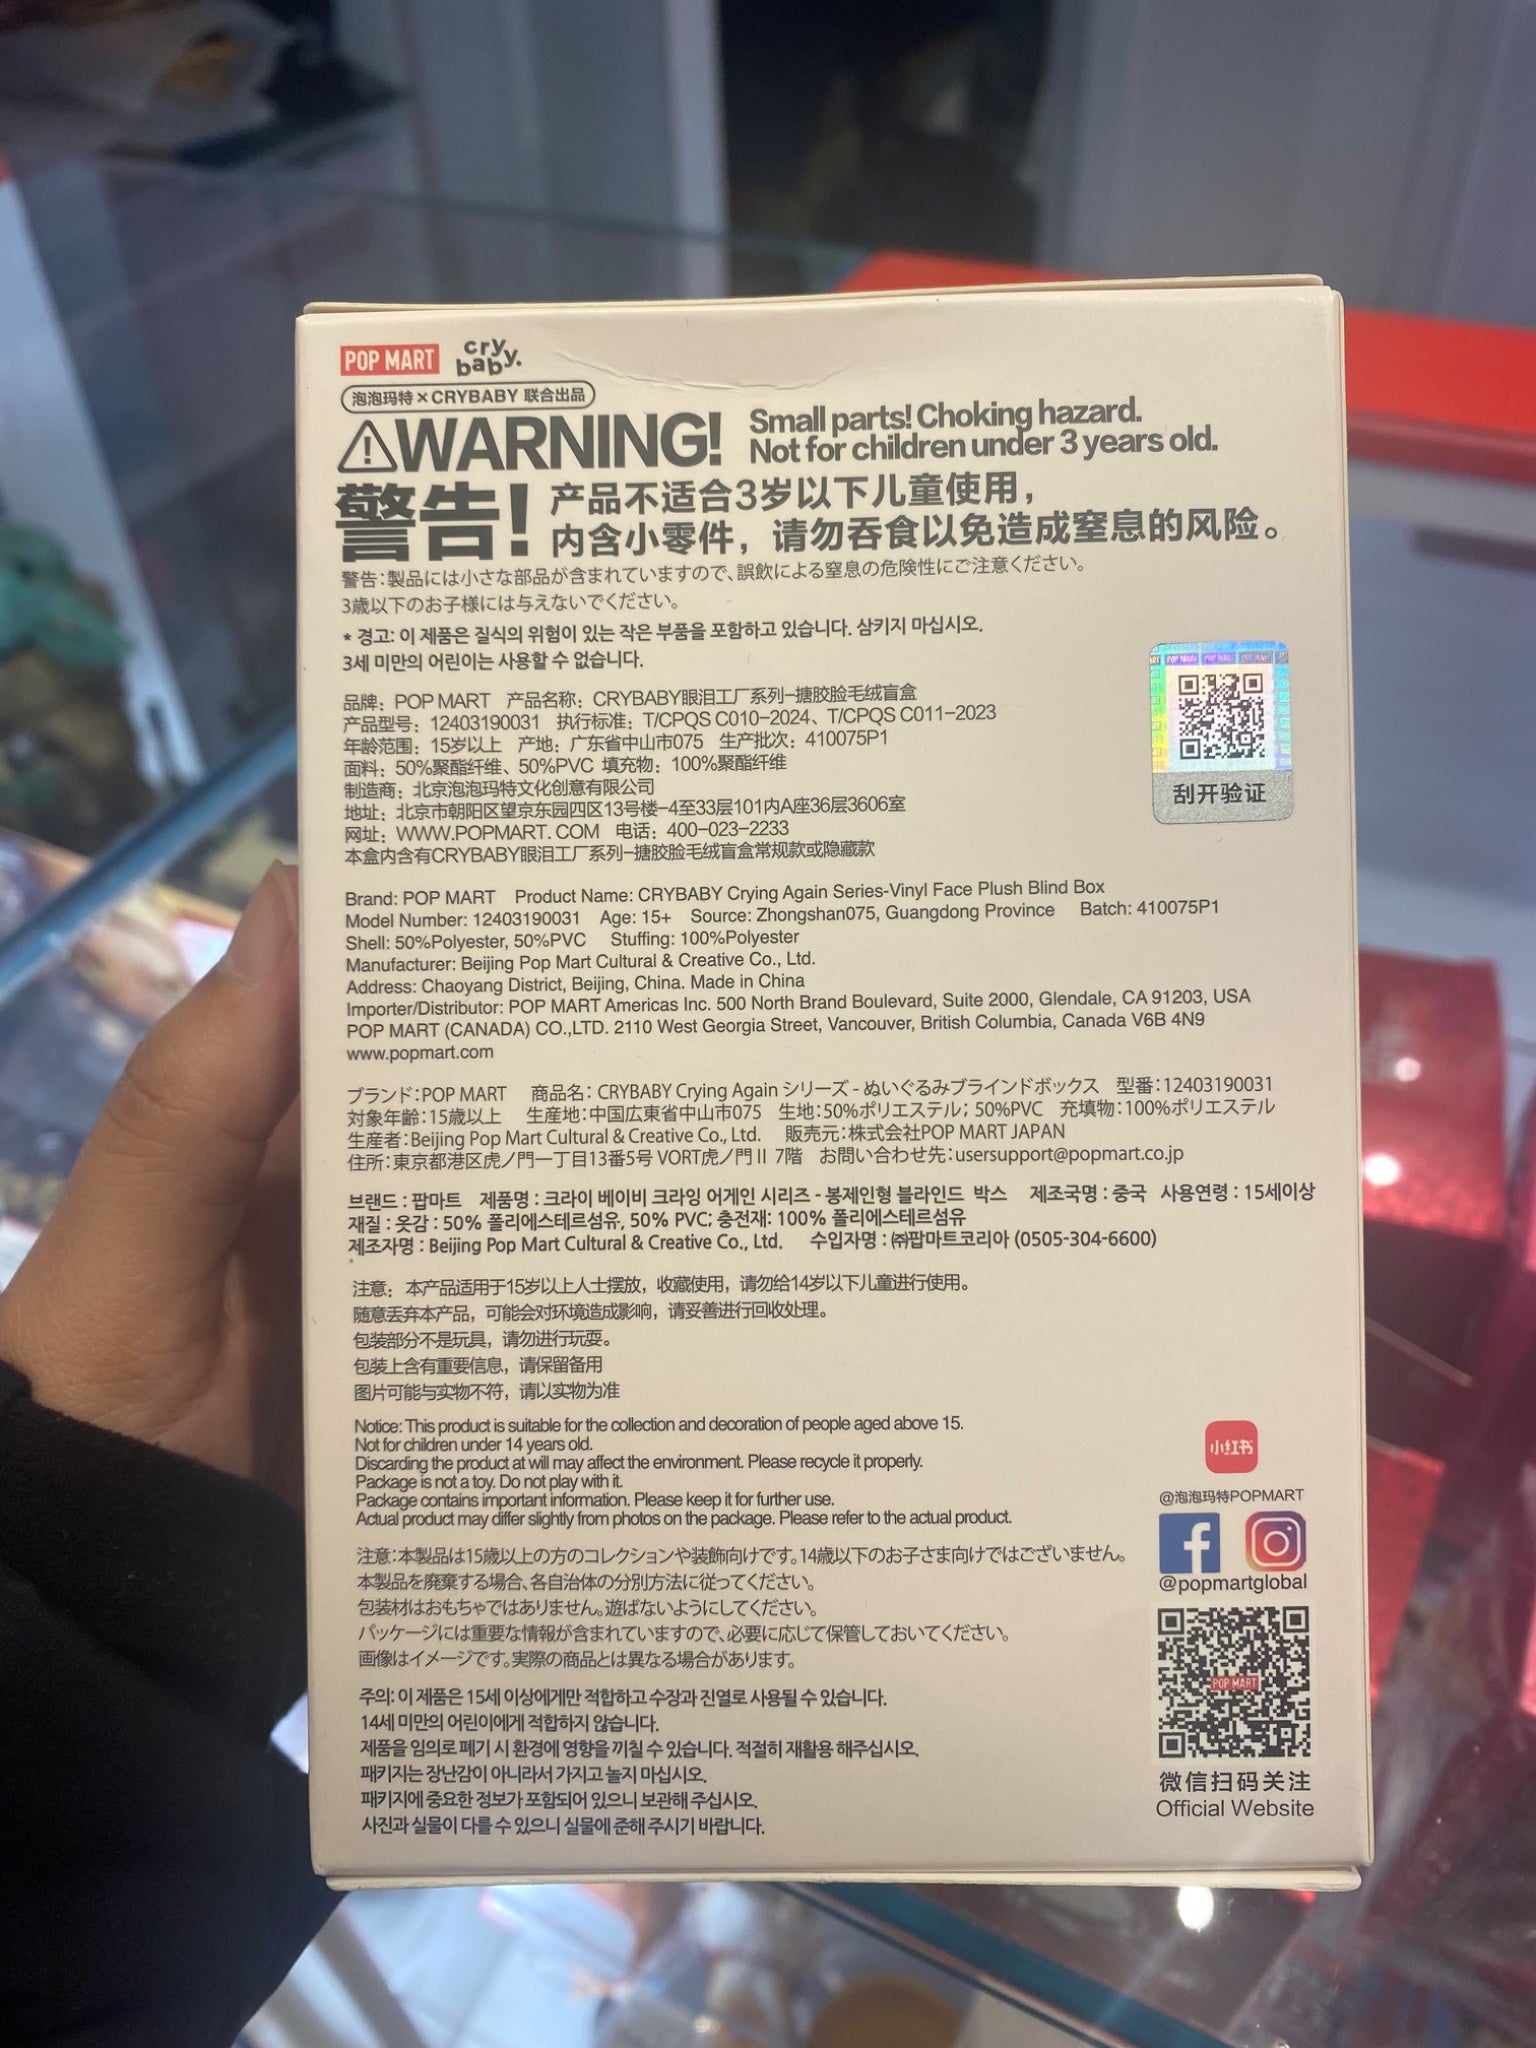 POP MART cry baby.
泡泡玛特×CRYBABY 联合出品
WARNING! Small parts! Choking hazard.
Not for children under 3 years old.
警告! 产品不适合3岁以下儿童使用，
内含小零件，请勿吞食以免造成窒息的风险。
警告：製品には小さな部品が含まれていますので、誤飲による窒息の危険性にご注意ください。
3歳以下のお子様には与えないでください。
* 경고: 이 제품은 질식의 위험이 있는 작은 부품을 포함하고 있습니다. 삼키지 마십시오.
3세 미만의 어린이는 사용할 수 없습니다.
品牌：POP MART 产品名称：CRYBABY眼泪工厂系列-搪胶脸毛绒盲盒
产品型号：12403190031 执行标准：T/CPQS C010-2024、T/CPQS C011-2023
年龄范围：15岁以上 产地：广东省中山市075 生产批次：410075P1
面料：50%聚酯纤维、50%PVC 填充物：100%聚酯纤维
制造商：北京泡泡玛特文化创意有限公司
地址：北京市朝阳区望京东园四区13号楼-4至33层101内A座36层3606室
网址：WWW.POPMART.COM 电话：400-023-2233
本盒内含有CRYBABY眼泪工厂系列-搪胶脸毛绒盲盒常规款或隐藏款
POP MART POP MART POP MART
刮开验证
Brand: POP MART Product Name: CRYBABY Crying Again Series-Vinyl Face Plush Blind Box
Model Number: 12403190031 Age: 15+ Source: Zhongshan075, Guangdong Province Batch: 410075P1
Shell: 50%Polyester, 50%PVC Stuffing: 100%Polyester
Manufacturer: Beijing Pop Mart Cultural & Creative Co., Ltd.
Address: Chaoyang District, Beijing, China. Made in China
Importer/Distributor: POP MART Americas Inc. 500 North Brand Boulevard, Suite 2000, Glendale, CA 91203, USA
POP MART (CANADA) CO.,LTD. 2110 West Georgia Street, Vancouver, British Columbia, Canada V6B 4N9
www.popmart.com
ブランド：POP MART 商品名：CRYBABY Crying Again シリーズ - ぬいぐるみブラインドボックス 型番：12403190031
対象年齢：15歳以上 生産地：中国広東省中山市075 生地：50%ポリエステル；50%PVC 充填物：100%ポリエステル
生産者：Beijing Pop Mart Cultural & Creative Co., Ltd. 販売元：株式会社POP MART JAPAN
住所：東京都港区虎ノ門一丁目13番5号 VORT虎ノ門Ⅱ 7階 お問い合わせ先：usersupport@popmart.co.jp
브랜드 : 팝마트 제품명 : 크라이 베이비 크라잉 어게인 시리즈 - 봉제인형 블라인드 박스 제조국명 : 중국 사용연령 : 15세이상
재질 : 옷감 : 50% 폴리에스테르섬유, 50% PVC; 충전재: 100% 폴리에스테르섬유
제조자명 : Beijing Pop Mart Cultural & Creative Co., Ltd. 수입자명 : ㈜팝마트코리아 (0505-304-6600)
注意：本产品适用于15岁以上人士摆放，收藏使用，请勿给14岁以下儿童进行使用。
随意丢弃本产品，可能会对环境造成影响，请妥善进行回收处理。
包装部分不是玩具，请勿进行玩耍。
包装上含有重要信息，请保留备用
图片可能与实物不符，请以实物为准
Notice: This product is suitable for the collection and decoration of people aged above 15.
Not for children under 14 years old.
Discarding the product at will may affect the environment. Please recycle it properly.
Package is not a toy. Do not play with it.
Package contains important information. Please keep it for further use.
Actual product may differ slightly from photos on the package. Please refer to the actual product.
注意：本製品は15歳以上の方のコレクションや装飾向けです。14歳以下のお子さま向けではございません。
本製品を廃棄する場合、各自治体の分別方法に従ってください。
包装材はおもちゃではありません。遊ばないようにしてください。
パッケージには重要な情報が含まれていますので、必要に応じて保管しておいてください。
画像はイメージです。実際の商品とは異なる場合があります。
주의: 이 제품은 15세 이상에게만 적합하고 수장과 진열로 사용될 수 있습니다.
14세 미만의 어린이에게 적합하지 않습니다.
제품을 임의로 폐기 시 환경에 영향을 끼칠 수 있습니다. 적절히 재활용 해주십시오.
패키지는 장난감이 아니라서 가지고 놀지 마십시오.
패키지에 중요한 정보가 포함되어 있으니 보관해 주십시오.
사진과 실물이 다를 수 있으니 실물에 준해 주시기 바랍니다.
小红书
@泡泡玛特POPMART
@popmartglobal
POP MART
微信扫码关注
Official Website